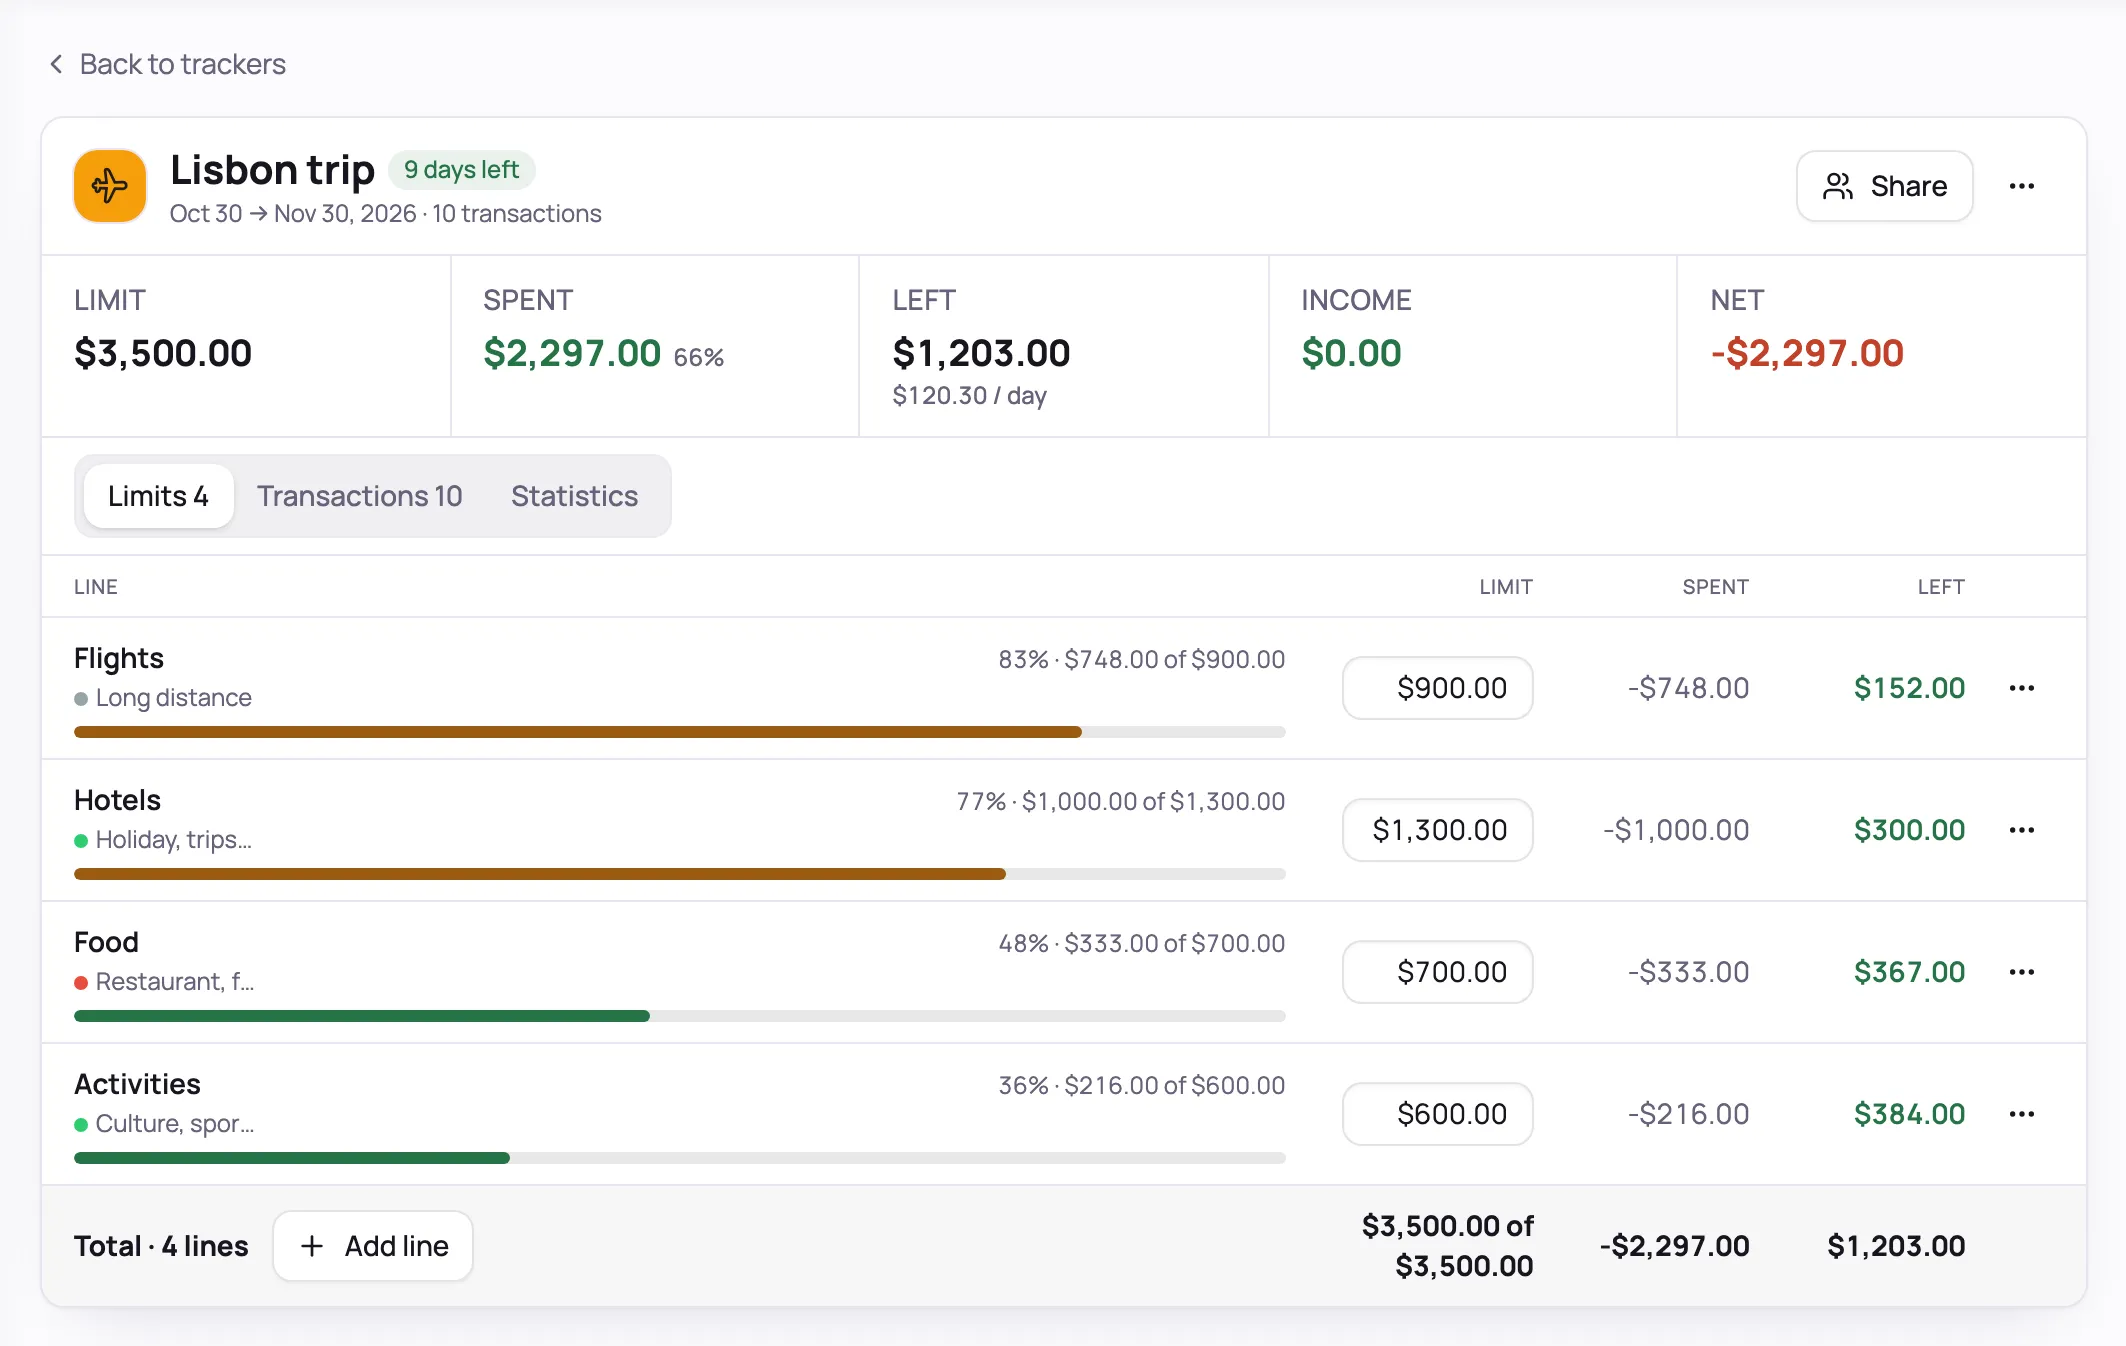 Back to trackers
Lisbon trip 9 days left
Oct 30 → Nov 30, 2026 · 10 transactions
Share
LIMIT
$3,500.00
SPENT
$2,297.00 66%
LEFT
$1,203.00
$120.30 / day
INCOME
$0.00
NET
-$2,297.00
Limits 4 Transactions 10 Statistics
LINE LIMIT SPENT LEFT
Flights 83% · $748.00 of $900.00
Long distance
$900.00 -$748.00 $152.00
Hotels 77% · $1,000.00 of $1,300.00
Holiday, trips...
$1,300.00 -$1,000.00 $300.00
Food 48% · $333.00 of $700.00
Restaurant, f...
$700.00 -$333.00 $367.00
Activities 36% · $216.00 of $600.00
Culture, spor...
$600.00 -$216.00 $384.00
Total · 4 lines Add line
$3,500.00 of
$3,500.00
-$2,297.00 $1,203.00